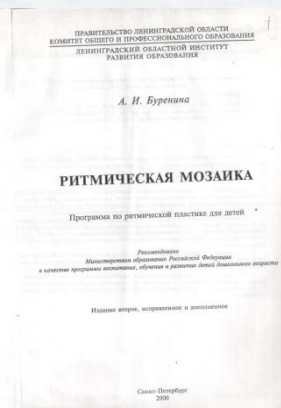 ПРАВИТЕЛЬСТВО ЛЕНИНГРАДСКОЙ ОБЛАСТИ
КОМИТЕТ ОБЩЕГО И ПРОФЕССИОНАЛЬНОГО ОБРАЗОВАНИЯ
ЛЕНИНГРАДСКИЙ ОБЛАСТНОЙ ИНСТИТУТ
РАЗВИТИЯ ОБРАЗОВАНИЯ
А. И. Буренина
РИТМИЧЕСКАЯ МОЗАИКА
Программа по ритмической пластике для детей
Рекомендовано
Министерством образования Российской Федерации
в качестве программы воспитания, обучения и развития детей дошкольного возраста
Издание второе, исправленное и дополненное
Санкт-Петербург
2000